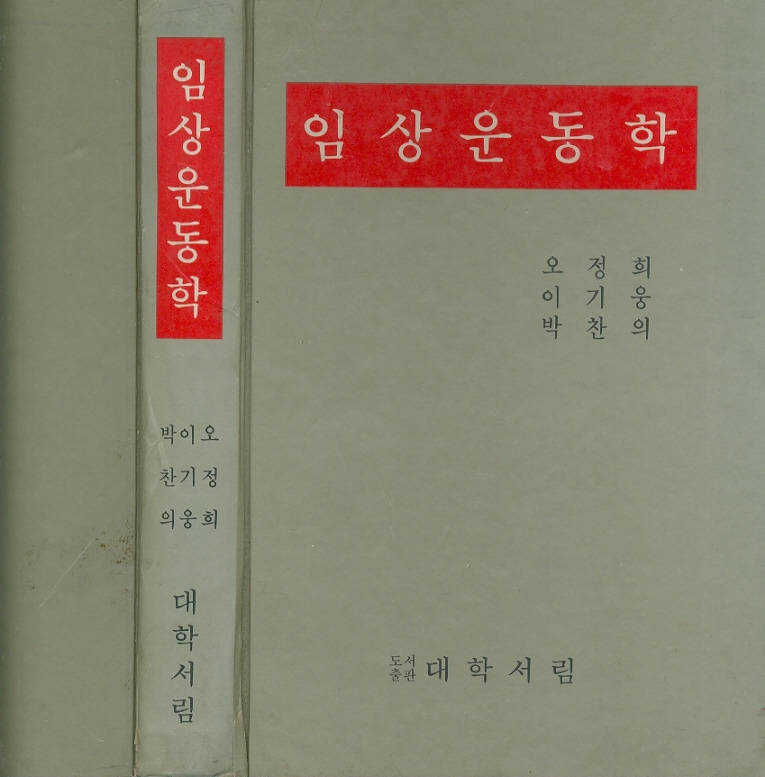 임상운동학
박이오
찬기정
의웅희
대학서림
임상운동학
오정희
이기웅
박찬의
도서출판 대학서림